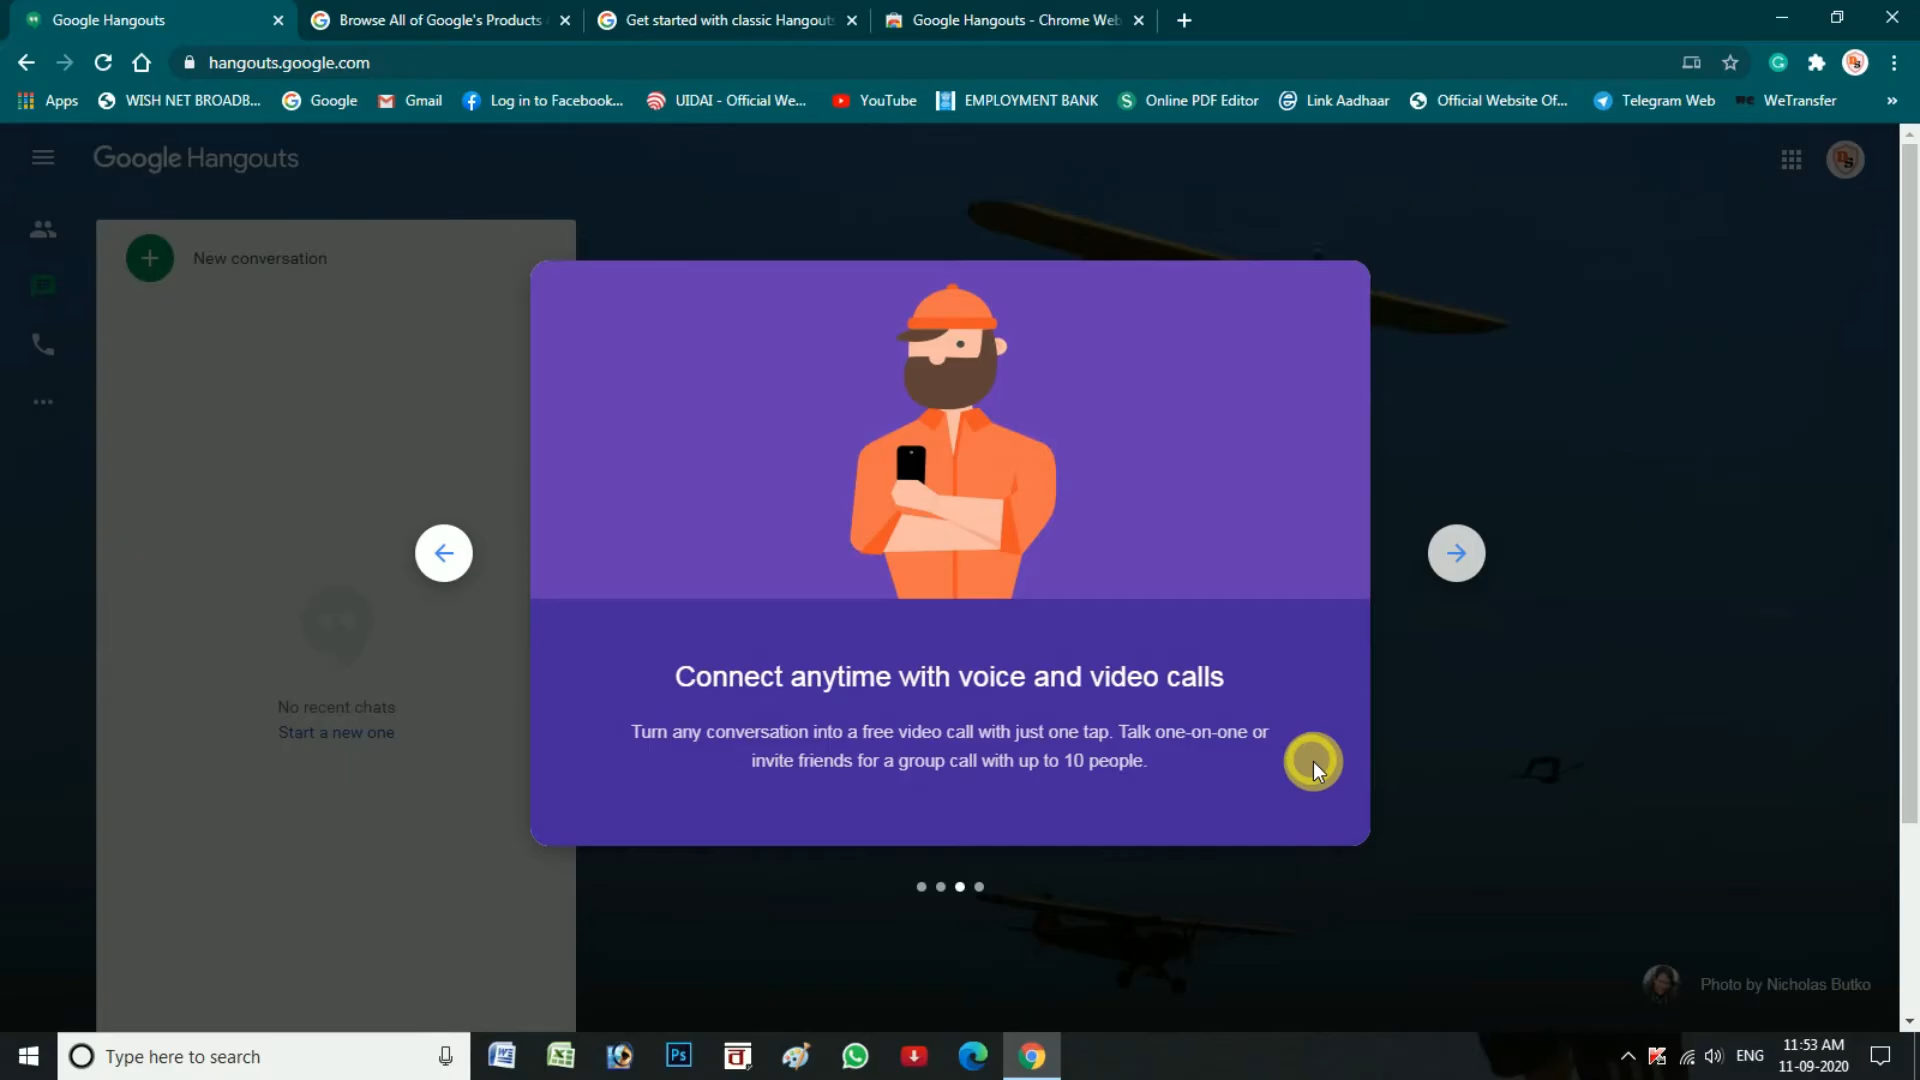 Google Hangouts
Browse All of Google's Products
Get started with classic Hangouts
Google Hangouts - Chrome Web
hangouts.google.com
Apps
WISH NET BROADB...
Google
Gmail
Log in to Facebook...
UIDAI - Official We...
YouTube
EMPLOYMENT BANK
Online PDF Editor
Link Aadhaar
Official Website Of...
Telegram Web
WeTransfer
»
Google Hangouts
New conversation
No recent chats
Start a new one
Connect anytime with voice and video calls
Turn any conversation into a free video call with just one tap. Talk one-on-one or
invite friends for a group call with up to 10 people.
Photo by Nicholas Butko
Type here to search
Ps
ENG
11:53 AM
11-09-2020